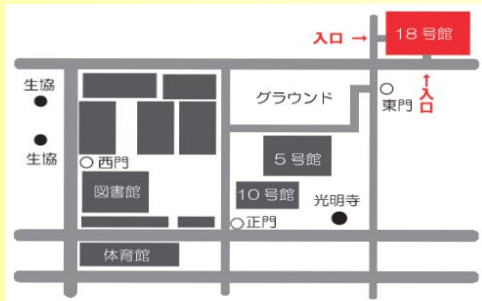 入口 →
18号館
生協
グラウンド
↑
入口
東門
生協
西門
5号館
図書館
10号館
光明寺
正門
体育館